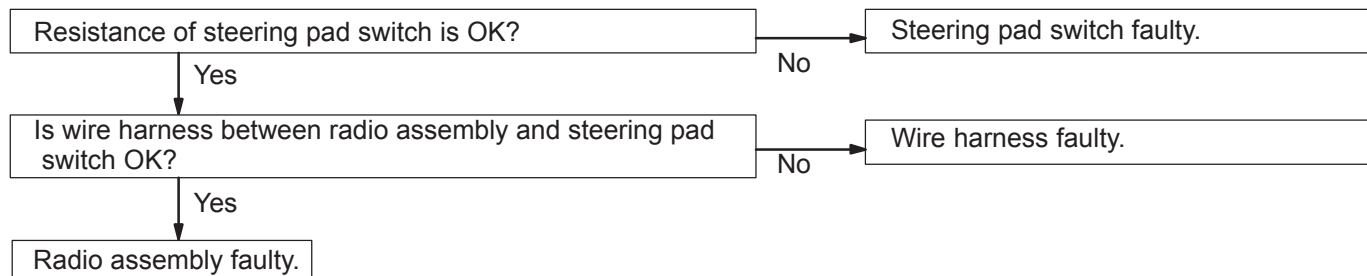 Resistance of steering pad switch is OK?
Steering pad switch faulty.
No
Yes
Is wire harness between radio assembly and steering pad
switch OK?
Wire harness faulty.
No
Yes
Radio assembly faulty.